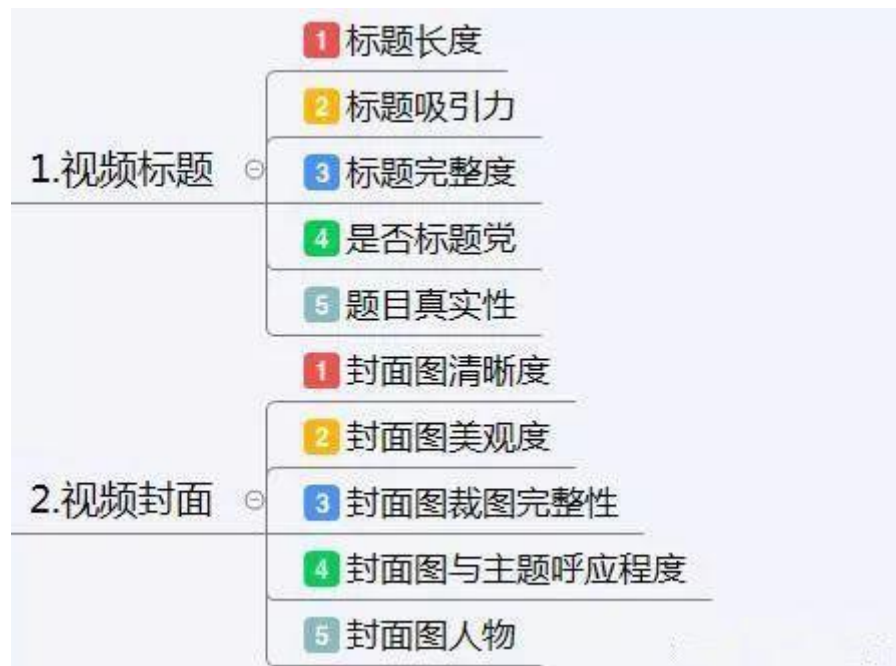 1.视频标题
1 标题长度
2 标题吸引力
3 标题完整度
4 是否标题党
5 题目真实性
2.视频封面
1 封面图清晰度
2 封面图美观度
3 封面图裁图完整性
4 封面图与主题呼应程度
5 封面图人物